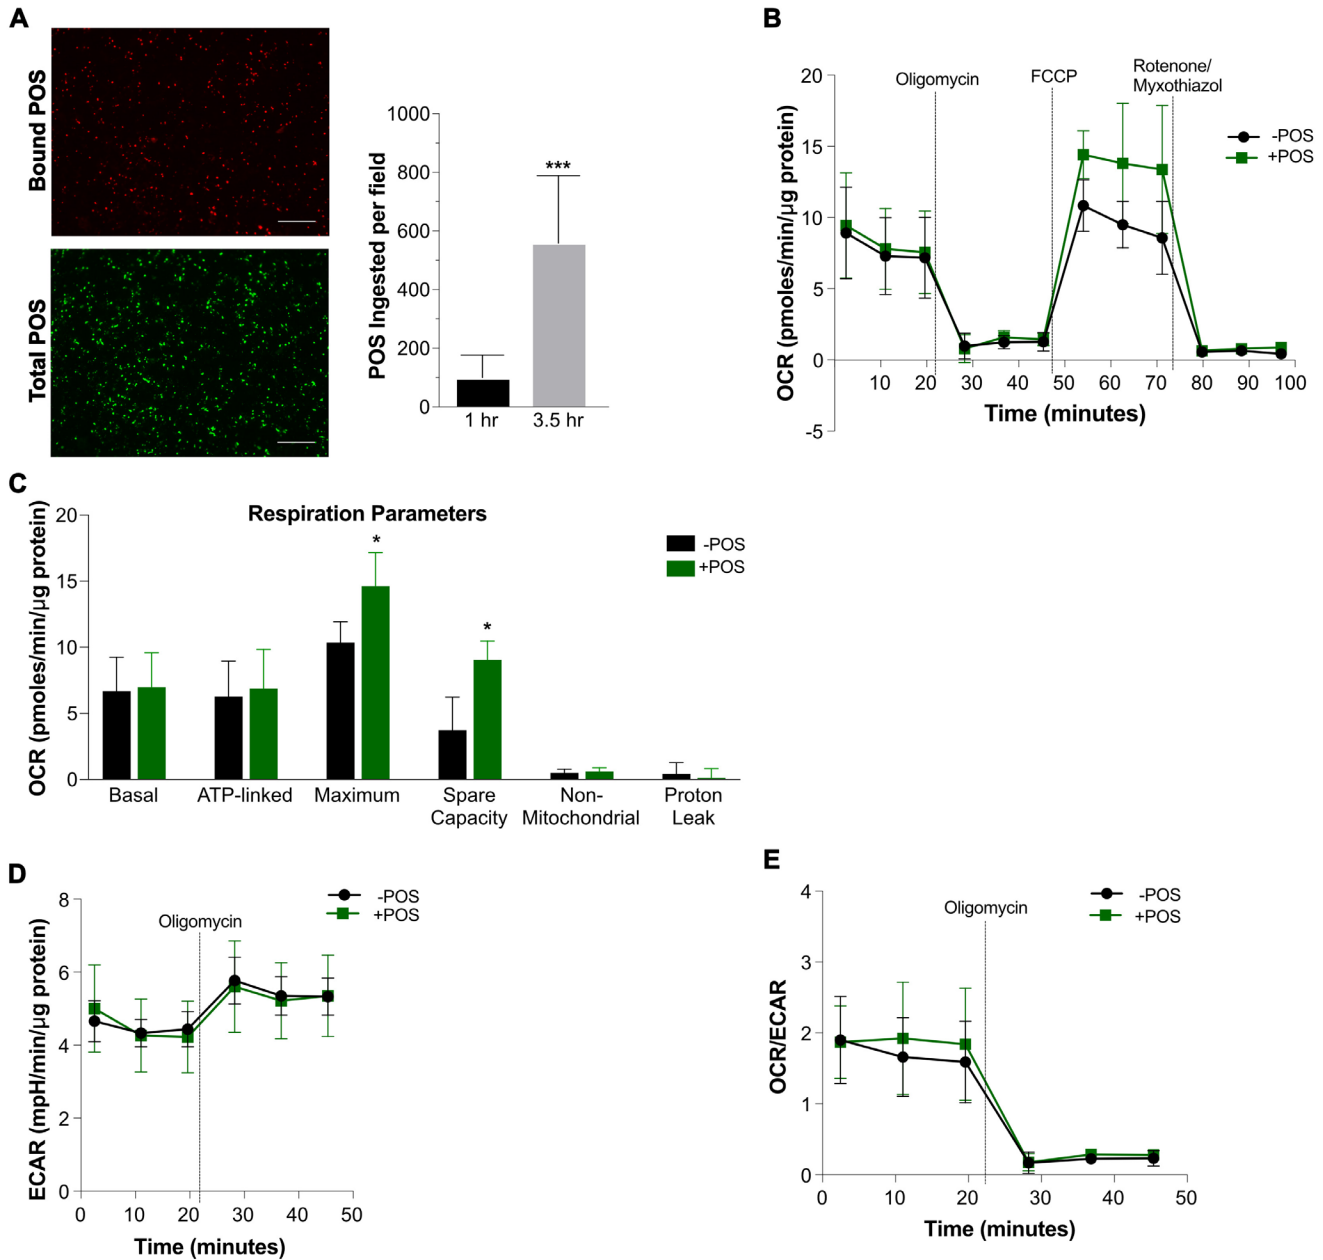 A
Bound POS
Total POS
POS Ingested per field
1000
800
600
400
200
0
***
1 hr
3.5 hr
B
OCR (pmoles/min/µg protein)
20
15
10
5
0
-5
Oligomycin
FCCP
Rotenone/
Myxothiazol
-POS
+POS
10 20 30 40 50 60 70 80 90 100
Time (minutes)
C
Respiration Parameters
OCR (pmoles/min/µg protein)
20
15
10
5
0
*
*
-POS
+POS
Basal
ATP-linked
Maximum
Spare
Capacity
Non-
Mitochondrial
Proton
Leak
D
ECAR (mpH/min/µg protein)
8
6
4
2
0
Oligomycin
-POS
+POS
0 10 20 30 40 50
Time (minutes)
E
OCR/ECAR
4
3
2
1
0
Oligomycin
-POS
+POS
0 10 20 30 40 50
Time (minutes)